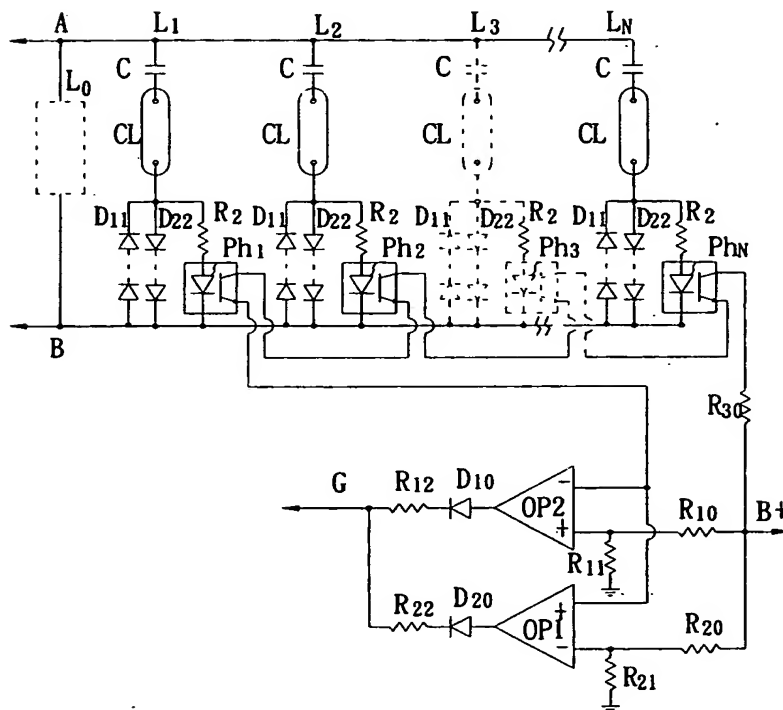 A L1 L2 L3 LN
L0 C C C C
CL CL CL CL
D11 D22 R2 D11 D22 R2 D11 D22 R2 D11 D22 R2
Ph1 Ph2 Ph3 PhN
B
R30
G R12 D10 OP2 - + R10 B+
R11
R22 D20 OP1 + - R20
R21